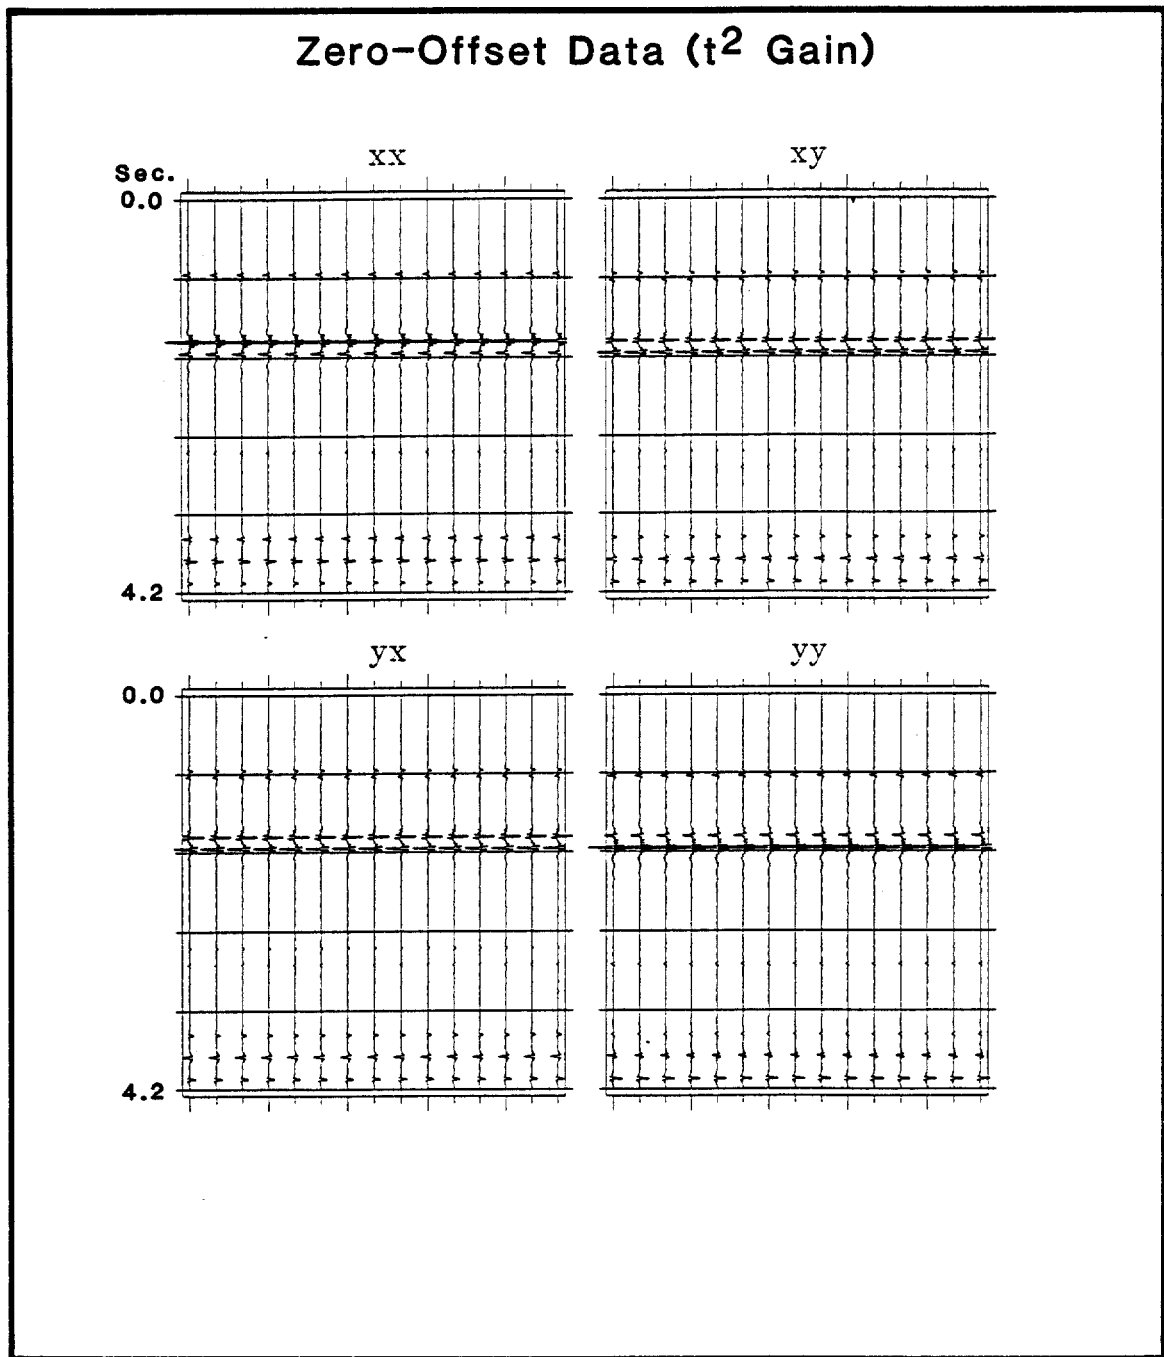 Zero-Offset Data (t² Gain)
xx
xy
Sec.
0.0
4.2
yx
yy
0.0
4.2